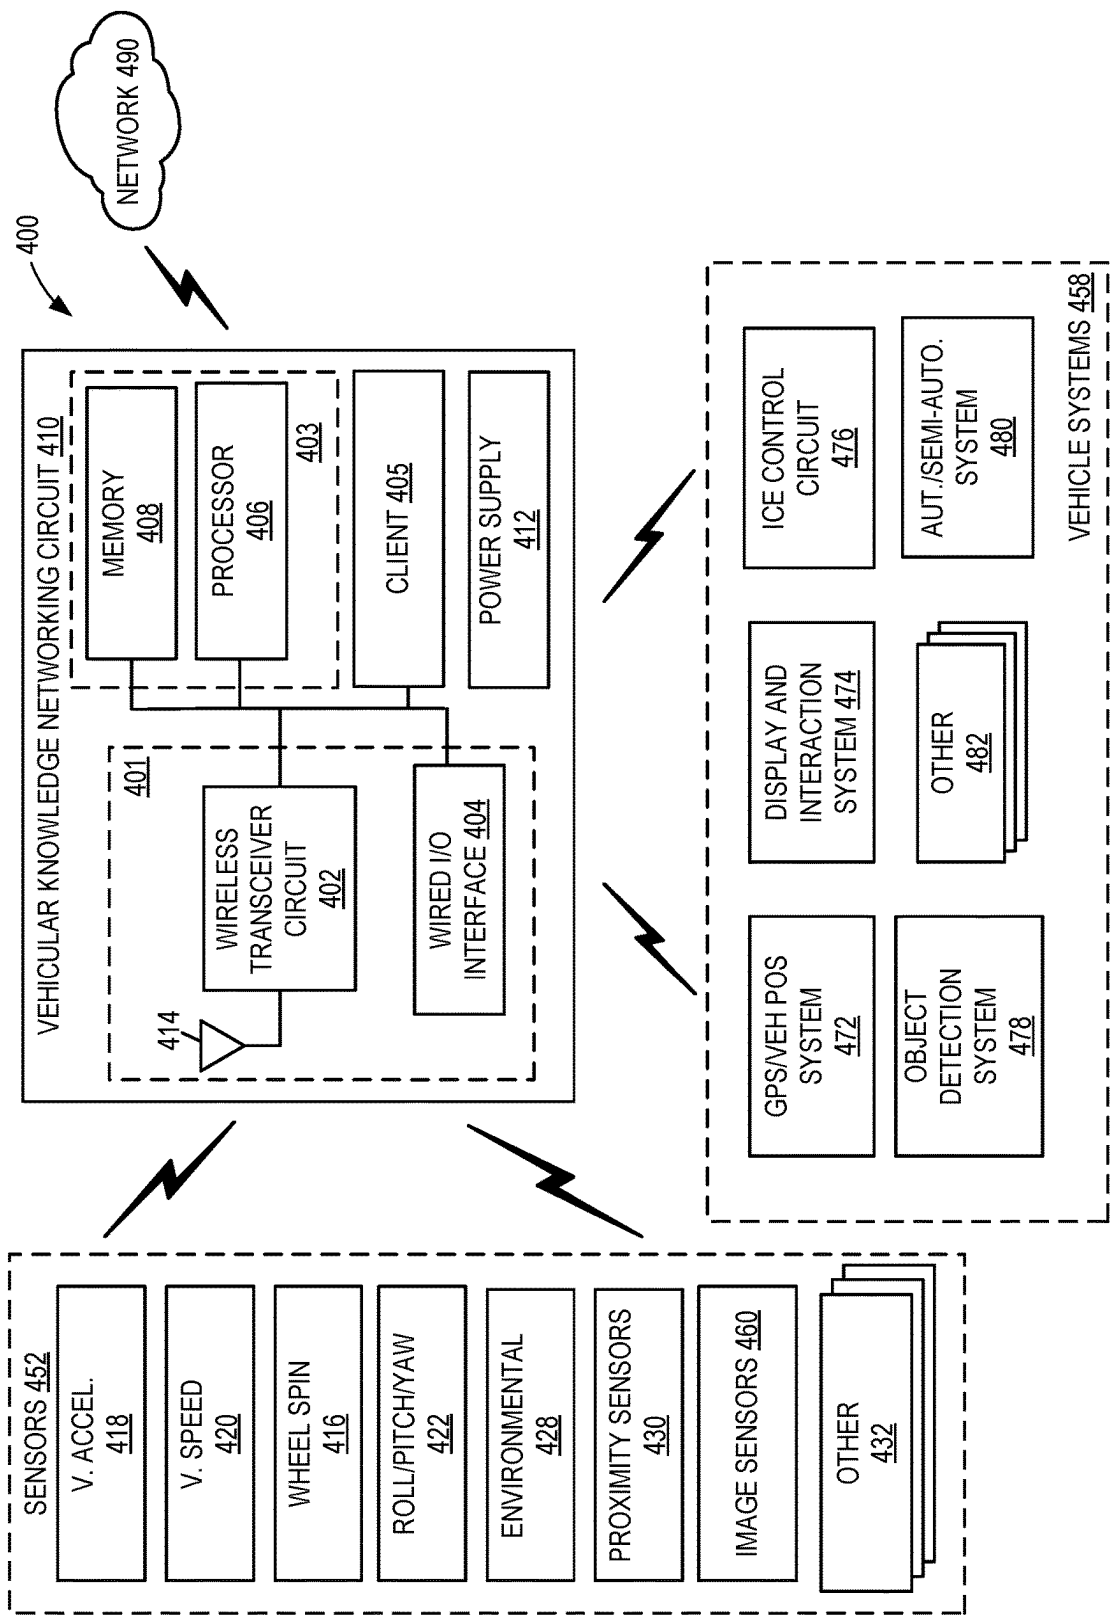 400
NETWORK 490
VEHICULAR KNOWLEDGE NETWORKING CIRCUIT 410
401
414
WIRELESS
TRANSCEIVER
CIRCUIT
402
WIRED I/O
INTERFACE 404
MEMORY
408
PROCESSOR
406
403
CLIENT 405
POWER SUPPLY
412
SENSORS 452
V. ACCEL.
418
V. SPEED
420
WHEEL SPIN
416
ROLL/PITCH/YAW
422
ENVIRONMENTAL
428
PROXIMITY SENSORS
430
IMAGE SENSORS 460
OTHER
432
GPS/VEH POS
SYSTEM
472
DISPLAY AND
INTERACTION
SYSTEM 474
ICE CONTROL
CIRCUIT
476
OBJECT
DETECTION
SYSTEM
478
OTHER
482
AUT./SEMI-AUTO.
SYSTEM
480
VEHICLE SYSTEMS 458